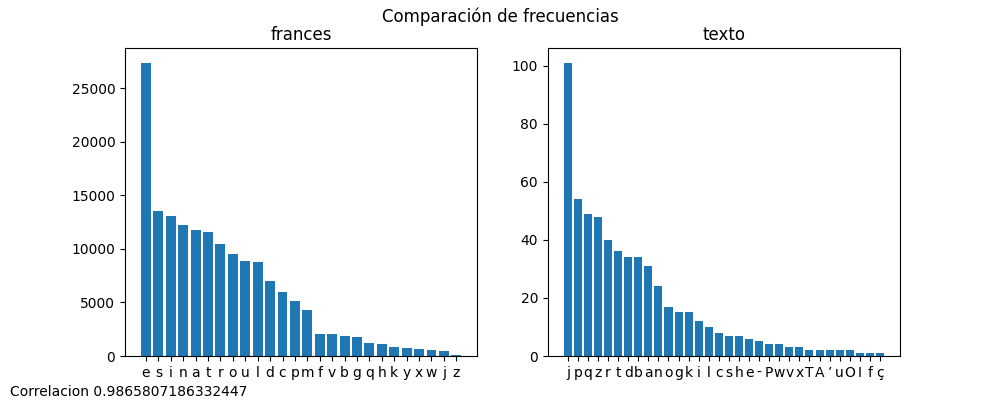 Comparación de frecuencias
frances
texto
25000
20000
15000
10000
5000
0
e s i n a t r o u l d c p m f v b g q h k y x w j z
100
80
60
40
20
0
j p q z r t d b a n o g k i l c s h e - P w v x T A ’ u O I f ç
Correlacion 0.9865807186332447